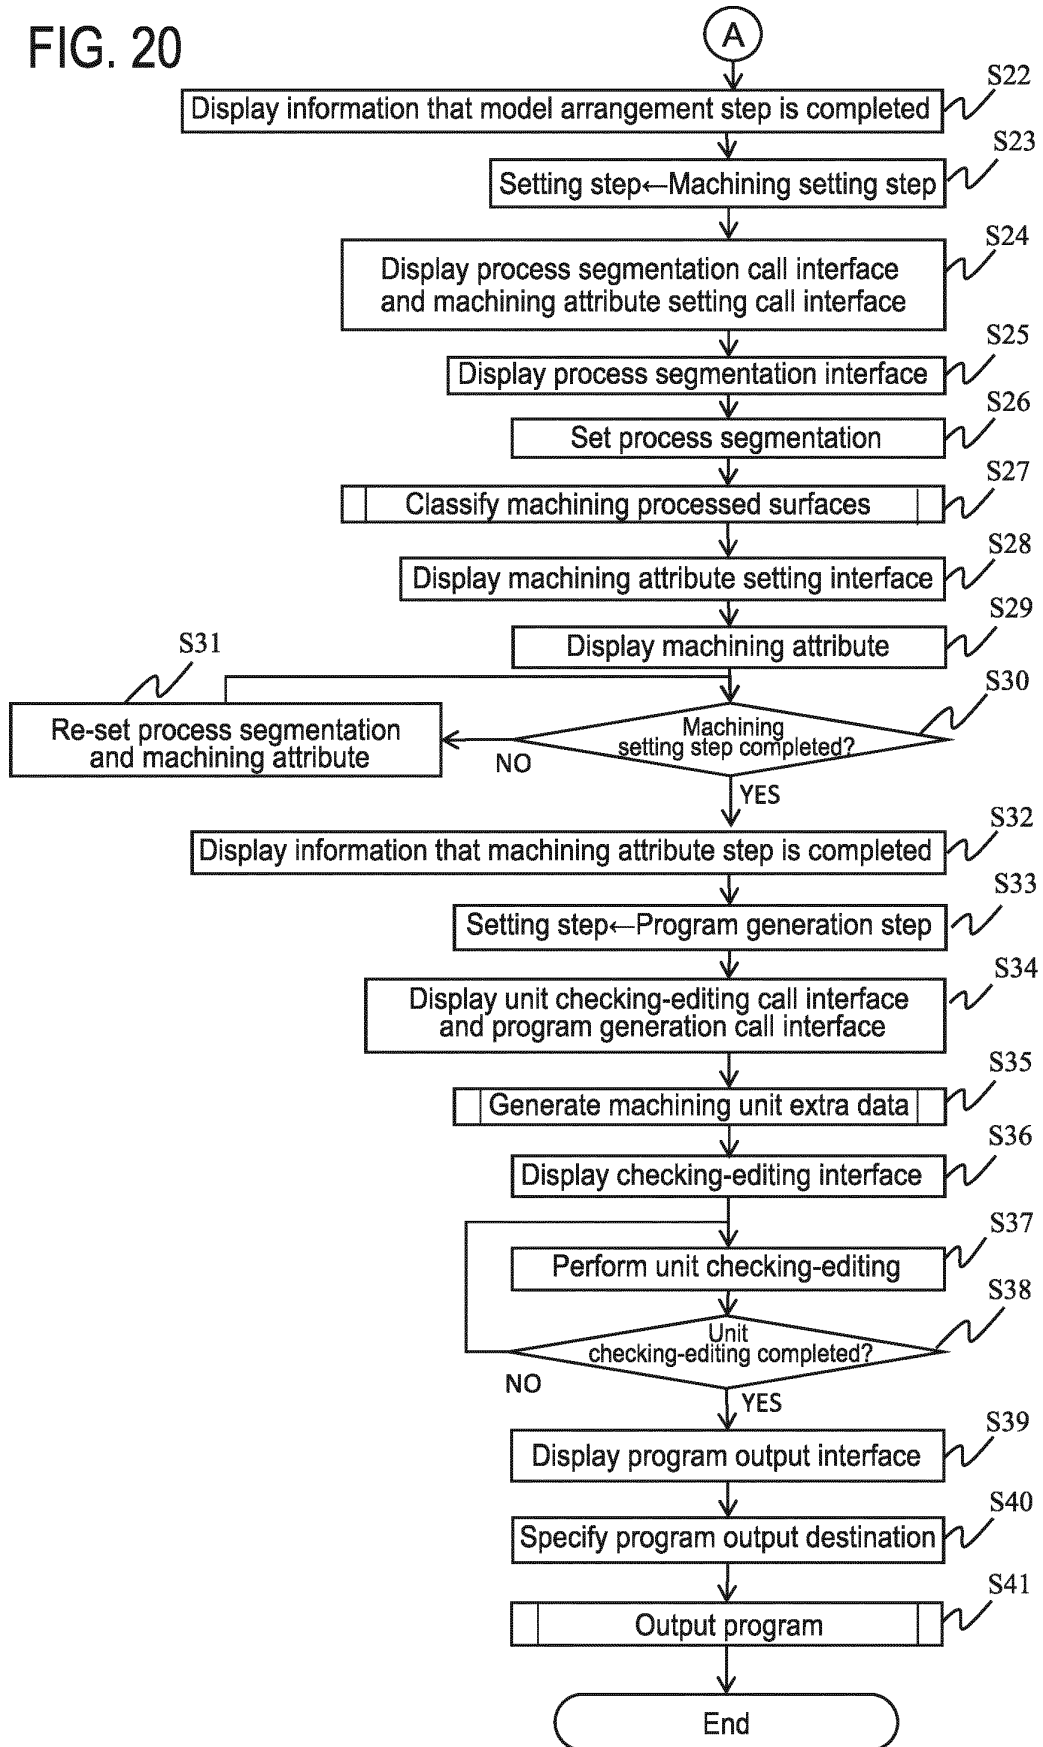 FIG. 20
A
S22
Display information that model arrangement step is completed
S23
Setting step←Machining setting step
S24
Display process segmentation call interface
and machining attribute setting call interface
S25
Display process segmentation interface
S26
Set process segmentation
S27
Classify machining processed surfaces
S28
Display machining attribute setting interface
S29
Display machining attribute
S31
Re-set process segmentation
and machining attribute
S30
Machining
setting step completed?
NO
YES
S32
Display information that machining attribute step is completed
S33
Setting step←Program generation step
S34
Display unit checking-editing call interface
and program generation call interface
S35
Generate machining unit extra data
S36
Display checking-editing interface
S37
Perform unit checking-editing
S38
Unit
checking-editing completed?
NO
YES
S39
Display program output interface
S40
Specify program output destination
S41
Output program
End